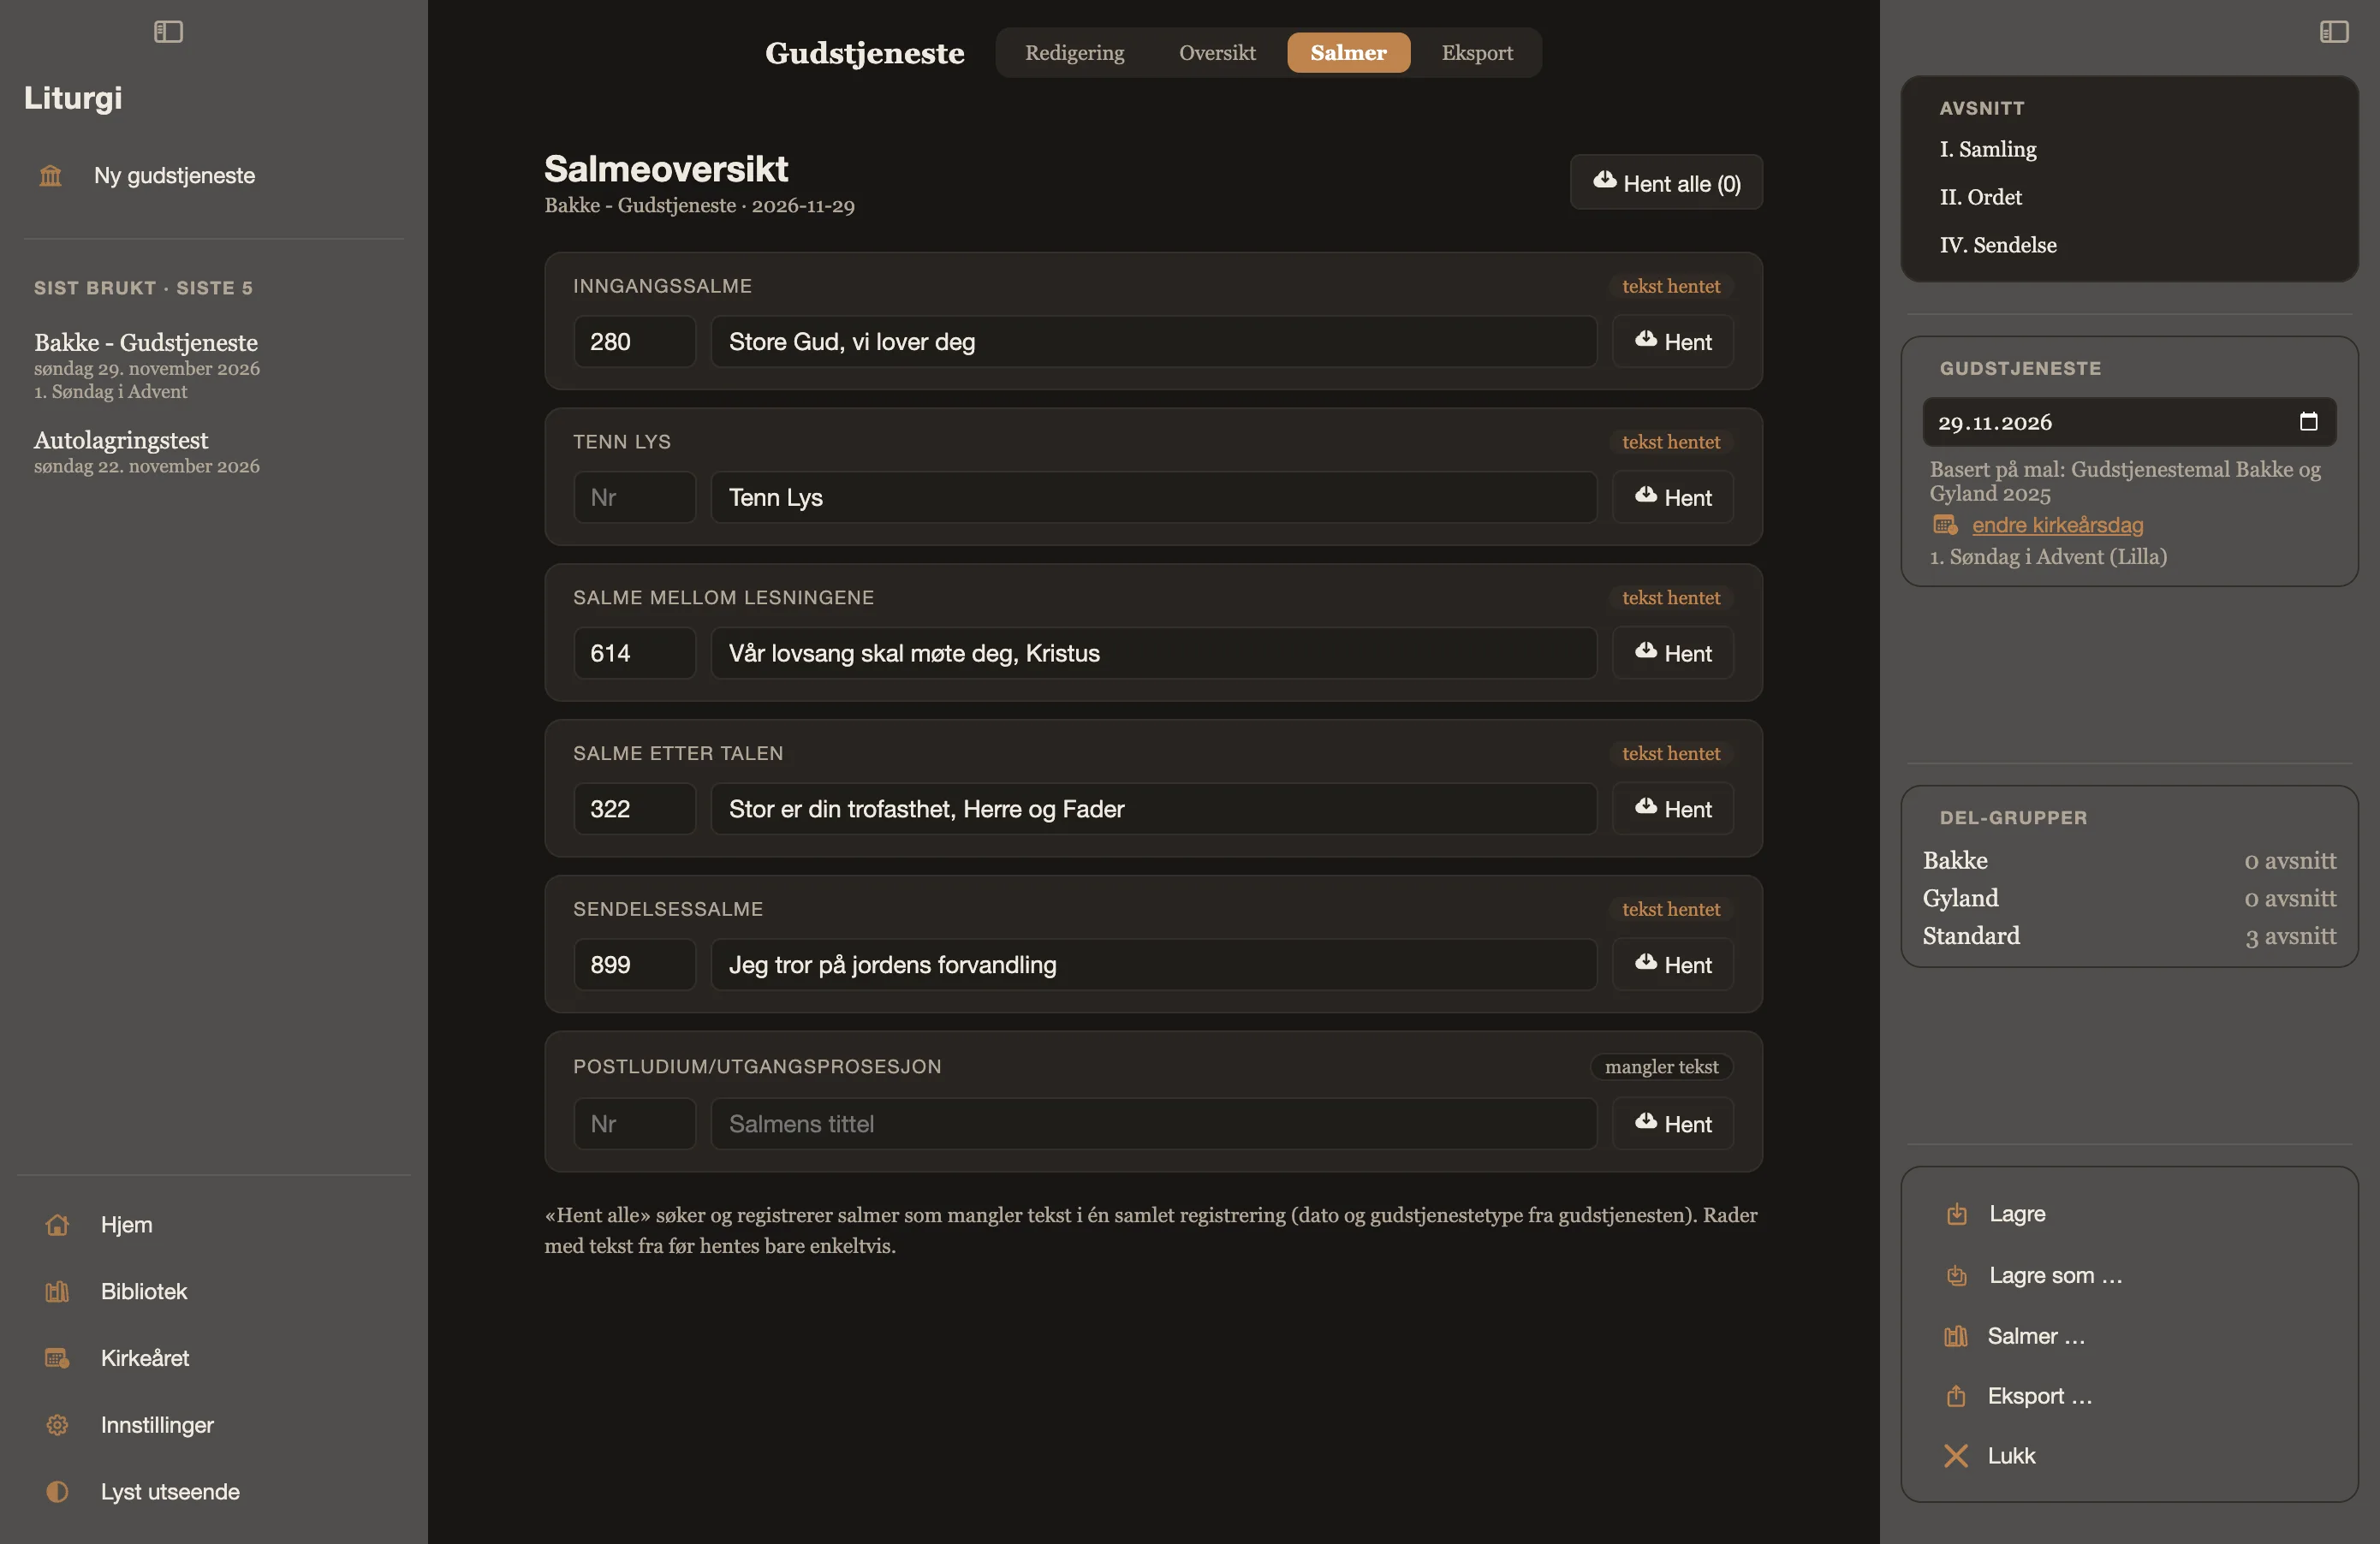 Liturgi
Ny gudstjeneste
SIST BRUKT · SISTE 5
Bakke - Gudstjeneste
søndag 29. november 2026
1. Søndag i Advent
Autolagringstest
søndag 22. november 2026
Hjem
Bibliotek
Kirkeåret
Innstillinger
Lyst utseende
Gudstjeneste
Redigering
Oversikt
Salmer
Eksport
Salmeoversikt
Bakke - Gudstjeneste · 2026-11-29
Hent alle (0)
INNGANGSSALME
tekst hentet
280
Store Gud, vi lover deg
Hent
TENN LYS
tekst hentet
Nr
Tenn Lys
Hent
SALME MELLOM LESNINGENE
tekst hentet
614
Vår lovsang skal møte deg, Kristus
Hent
SALME ETTER TALEN
tekst hentet
322
Stor er din trofasthet, Herre og Fader
Hent
SENDELSESSALME
tekst hentet
899
Jeg tror på jordens forvandling
Hent
POSTLUDIUM/UTGANGSPROSESJON
mangler tekst
Nr
Salmens tittel
Hent
«Hent alle» søker og registrerer salmer som mangler tekst i én samlet registrering (dato og gudstjenestetype fra gudstjenesten). Rader
med tekst fra før hentes bare enkeltvis.
AVSNITT
I. Samling
II. Ordet
IV. Sendelse
GUDSTJENESTE
29.11.2026
Basert på mal: Gudstjenestemal Bakke og
Gyland 2025
endre kirkeårsdag
1. Søndag i Advent (Lilla)
DEL-GRUPPER
Bakke 0 avsnitt
Gyland 0 avsnitt
Standard 3 avsnitt
Lagre
Lagre som ...
Salmer ...
Eksport ...
Lukk